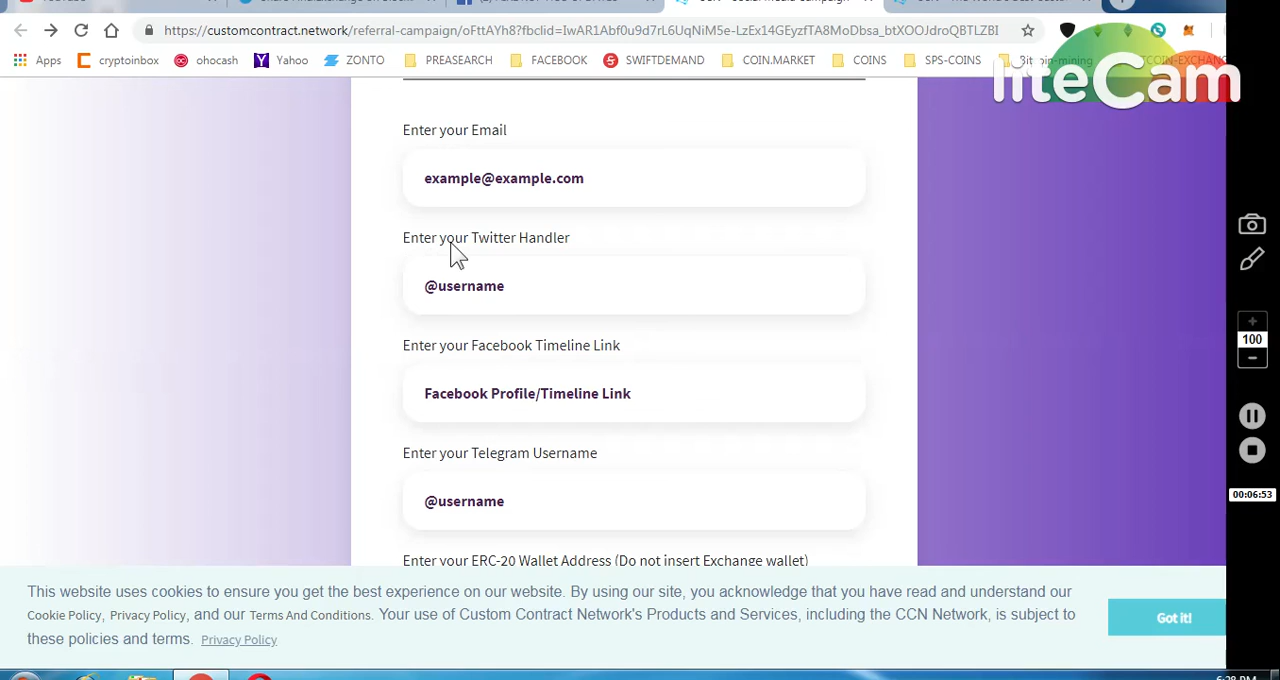 https://customcontract.network/referral-campaign/oFttAYh8?fbclid=IwAR1Abf0u9d7rL6UqNiM5e-LzEx14GEyzfTA8MoDbsa_btXOOJdroQBTLZBI
Apps cryptoinbox ohocash Yahoo ZONTO PREASEARCH FACEBOOK SWIFTDEMAND COIN.MARKET COINS SPS-COINS
liteCam
Enter your Email
example@example.com
Enter your Twitter Handler
@username
Enter your Facebook Timeline Link
Facebook Profile/Timeline Link
Enter your Telegram Username
@username
Enter your ERC-20 Wallet Address (Do not insert Exchange wallet)
100
00:06:53
This website uses cookies to ensure you get the best experience on our website. By using our site, you acknowledge that you have read and understand our
Cookie Policy, Privacy Policy, and our Terms And Conditions. Your use of Custom Contract Network's Products and Services, including the CCN Network, is subject to
these policies and terms. Privacy Policy
Got it!